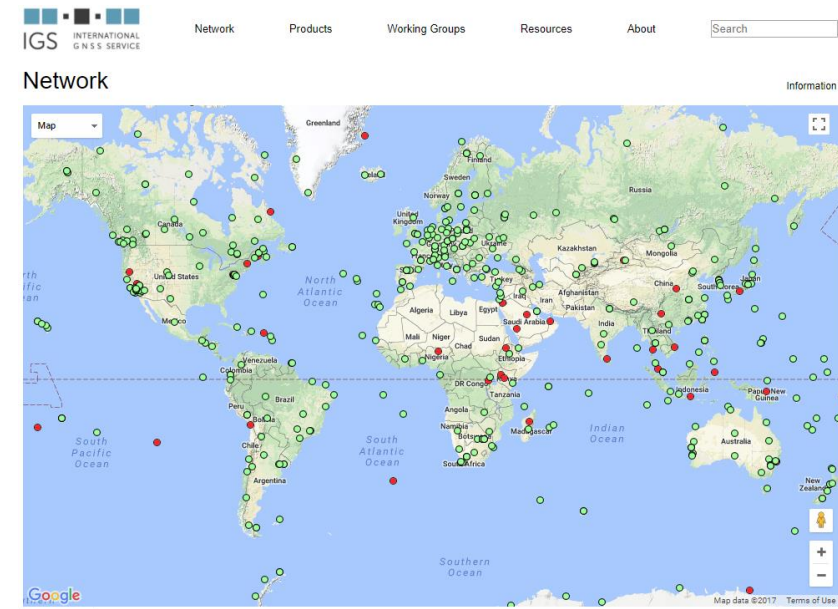 IGS INTERNATIONAL
GNSS SERVICE
Network Products Working Groups Resources About Search
Network
Information
Map
Greenland
Finland
Sweden
Norway
Russia
United
Kingdom
Canada
Ukraine
Kazakhstan
Mongolia
United States
North
Atlantic
Ocean
Afghanistan
China
South Korea
Japan
Iraq
Iran
Pakistan
Algeria
Libya
Egypt
Saudi Arabia
India
Thailand
Mexico
Mali
Niger
Chad
Sudan
Nigeria
Ethiopia
Venezuela
Colombia
DR Congo
Indonesia
Papua New
Guinea
Tanzania
Brazil
Peru
Angola
Bolivia
Namibia
Botswana
Madagascar
South
Pacific
Ocean
Chile
South
Atlantic
Ocean
Indian
Ocean
Australia
South Africa
Argentina
New
Zealand
Southern
Ocean
Google
Map data ©2017 Terms of Use